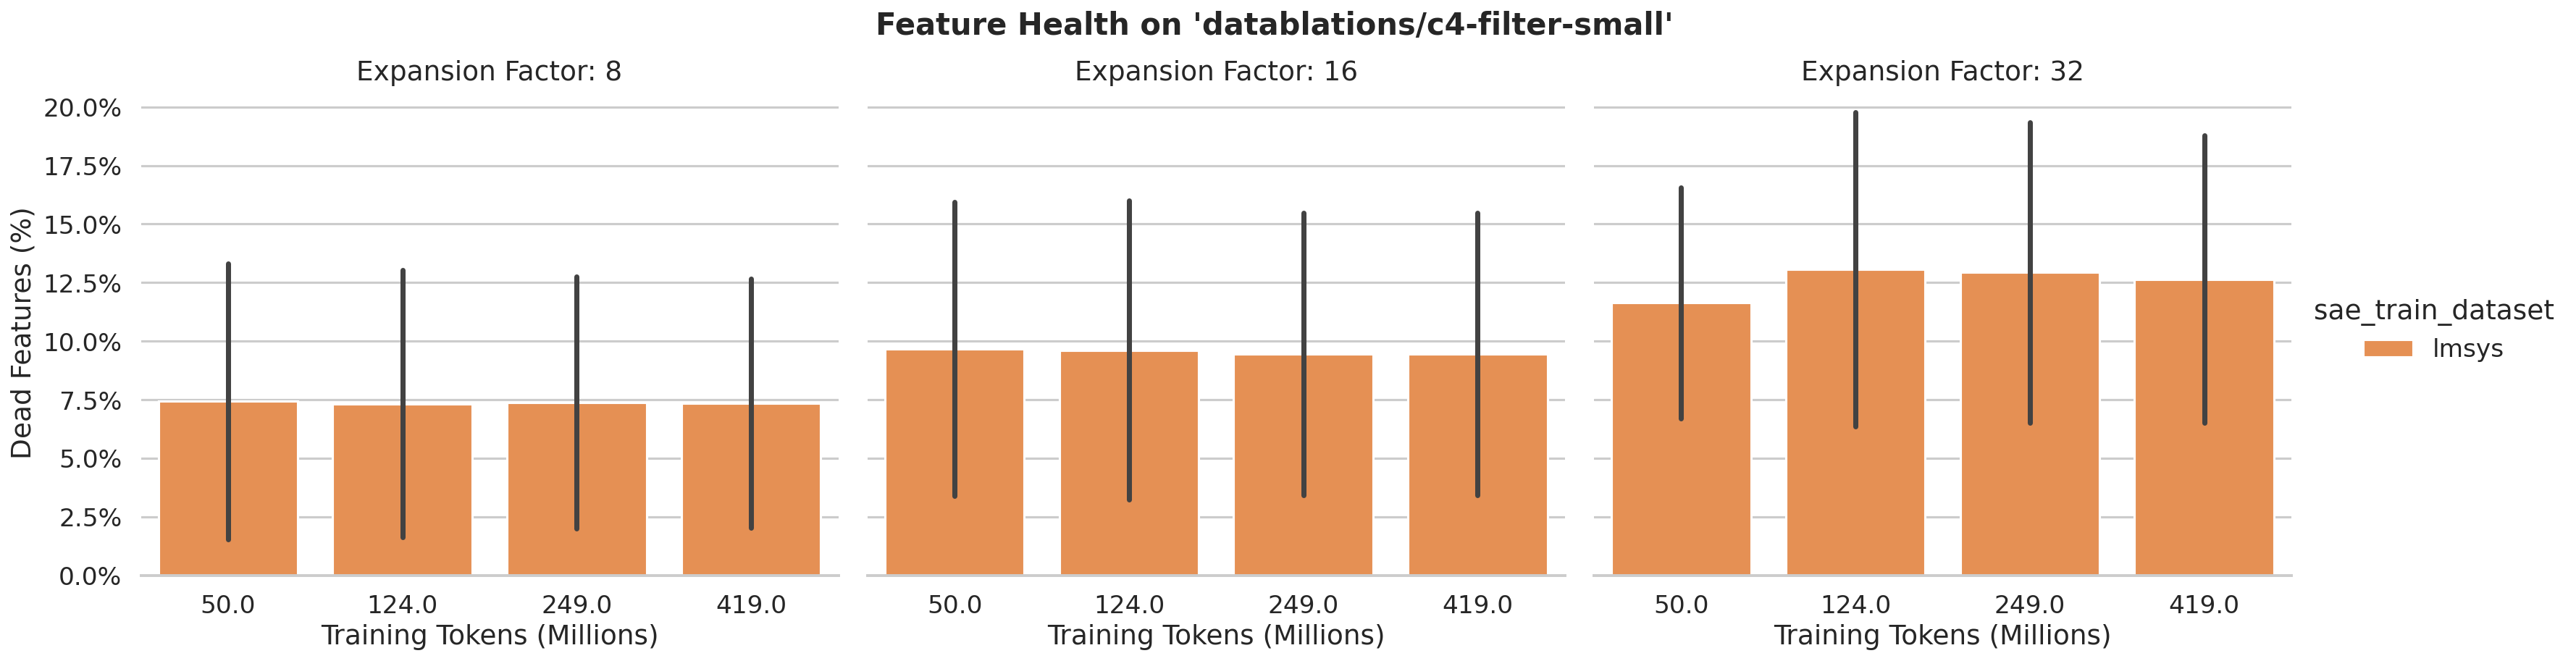 Feature Health on 'datablations/c4-filter-small'
Expansion Factor: 8
Expansion Factor: 16
Expansion Factor: 32
Dead Features (%)
20.0%
17.5%
15.0%
12.5%
10.0%
7.5%
5.0%
2.5%
0.0%
50.0 124.0 249.0 419.0
Training Tokens (Millions)
50.0 124.0 249.0 419.0
Training Tokens (Millions)
50.0 124.0 249.0 419.0
Training Tokens (Millions)
sae_train_dataset
lmsys